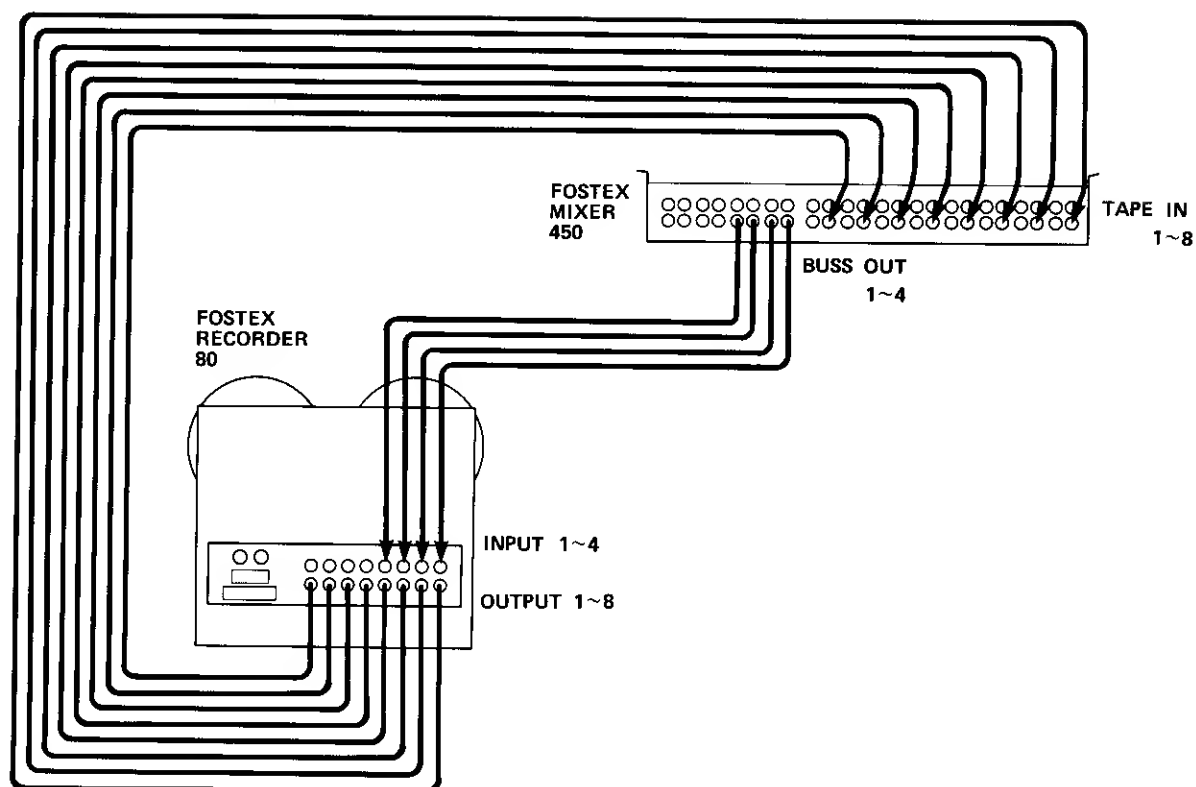 FOSTEX
MIXER
450
TAPE IN
1~8
BUSS OUT
1~4
FOSTEX
RECORDER
80
INPUT 1~4
OUTPUT 1~8